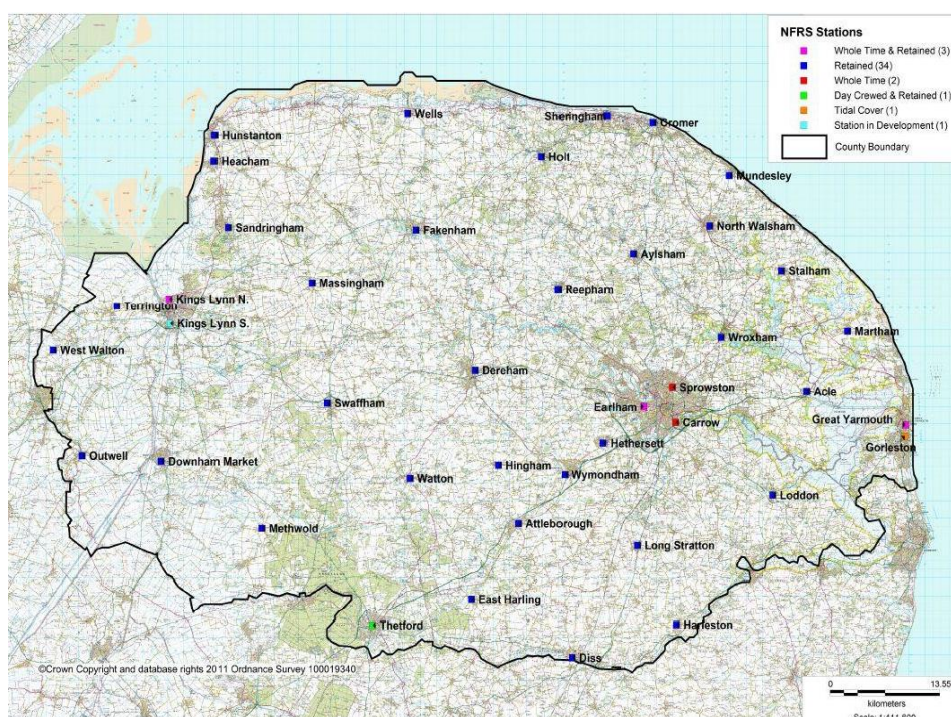 NFRS Stations
Whole Time & Retained (3)
Retained (34)
Whole Time (2)
Day Crewed & Retained (1)
Tidal Cover (1)
Station in Development (1)
County Boundary
Wells
Sheringham
Cromer
Hunstanton
Holt
Heacham
Mundesley
Sandringham
Fakenham
North Walsham
Aylsham
Stalham
Massingham
Reepham
Kings Lynn N.
Terrington
Kings Lynn S.
Martham
Wroxham
West Walton
Dereham
Sprowston
Acle
Swaffham
Earlham
Great Yarmouth
Carrow
Hethersett
Gorleston
Outwell
Downham Market
Hingham
Wymondham
Watton
Loddon
Methwold
Attleborough
Long Stratton
East Harling
Thetford
Harleston
Diss
©Crown Copyright and database rights 2011 Ordnance Survey 100019340
0 13.55
kilometers